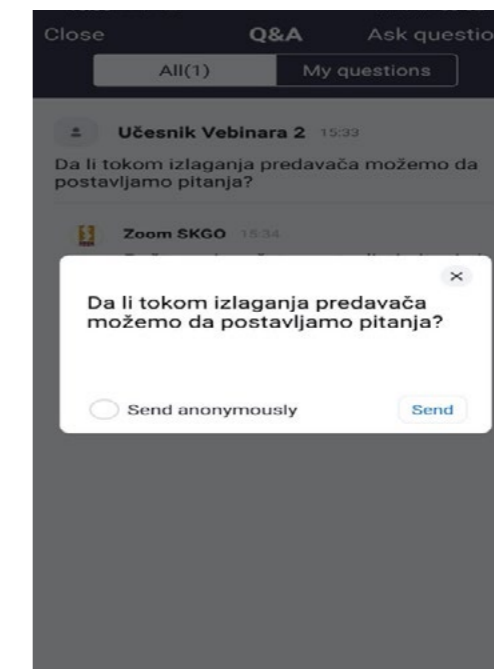 Close Q&A Ask questio
All(1) My questions
Učesnik Vebinara 2 15:33
Da li tokom izlaganja predavača možemo da
postavljamo pitanja?
Zoom SKGO 15:34
Da li tokom izlaganja predavača
možemo da postavljamo pitanja?
Send anonymously Send